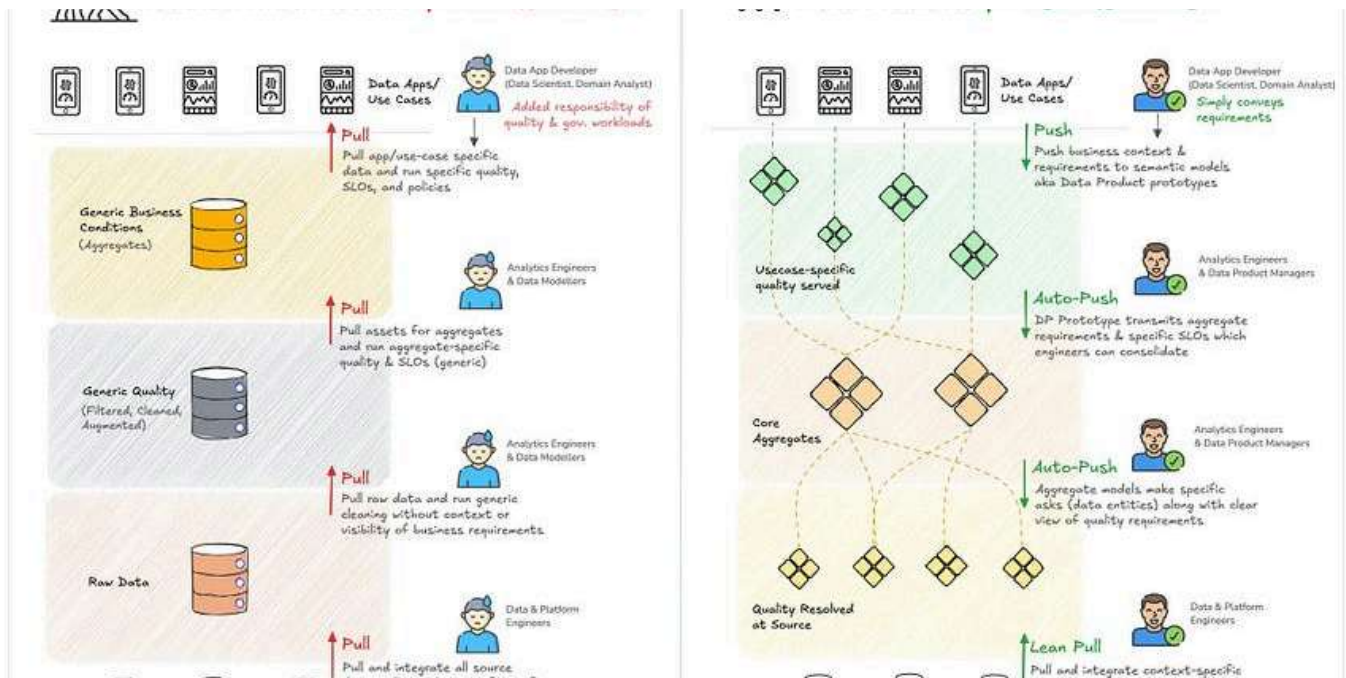 Data Apps/
Use Cases
Data App Developer
(Data Scientist, Domain Analyst)
Added responsibility of
quality & gov. workloads
Pull
Pull app/use-case specific
data and run specific quality,
SLOs, and policies
Generic Business
Conditions
(Aggregates)
Analytics Engineers
& Data Modellers
Pull
Pull assets for aggregates
and run aggregate-specific
quality & SLOs (generic)
Generic Quality
(Filtered, Cleaned,
Augmented)
Analytics Engineers
& Data Modellers
Pull
Pull raw data and run generic
cleaning without context or
visibility of business requirements
Raw Data
Data & Platform
Engineers
Pull
Pull and integrate all source
Data Apps/
Use Cases
Data App Developer
(Data Scientist, Domain Analyst)
Simply conveys
requirements
Push
Push business context &
requirements to semantic models
aka Data Product prototypes
Usecase-specific
quality served
Analytics Engineers
& Data Product Managers
Auto-Push
DP Prototype transmits aggregate
requirements & specific SLOs which
engineers can consolidate
Core
Aggregates
Analytics Engineers
& Data Product Managers
Auto-Push
Aggregate models make specific
asks (data entities) along with clear
view of quality requirements
Quality Resolved
at Source
Data & Platform
Engineers
Lean Pull
Pull and integrate context-specific